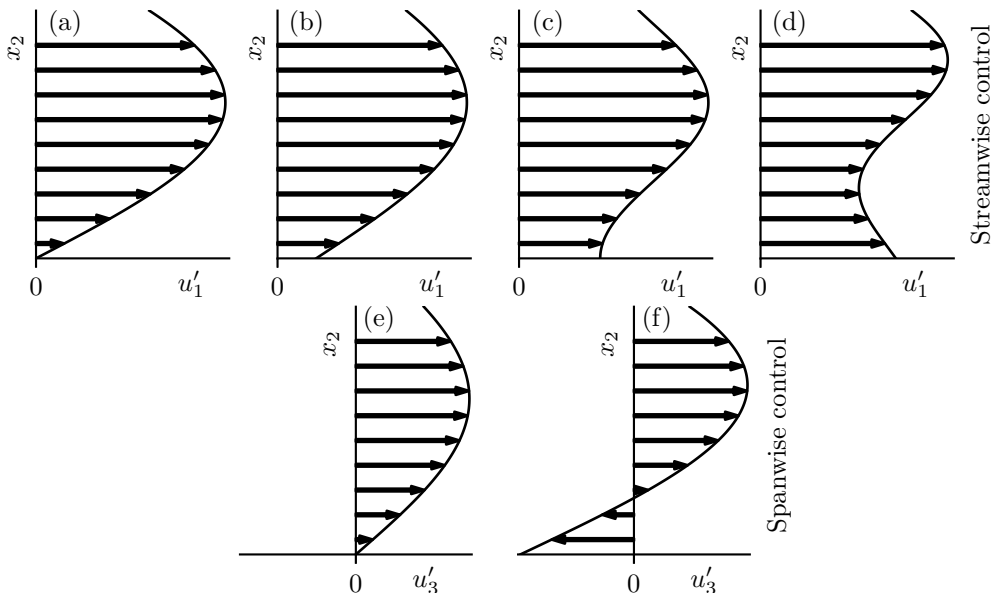 (a)
x₂
0
u′₁
(b)
x₂
0
u′₁
(c)
x₂
0
u′₁
(d)
x₂
0
u′₁
Streamwise control
(e)
x₂
0
u′₃
(f)
x₂
0
u′₃
Spanwise control